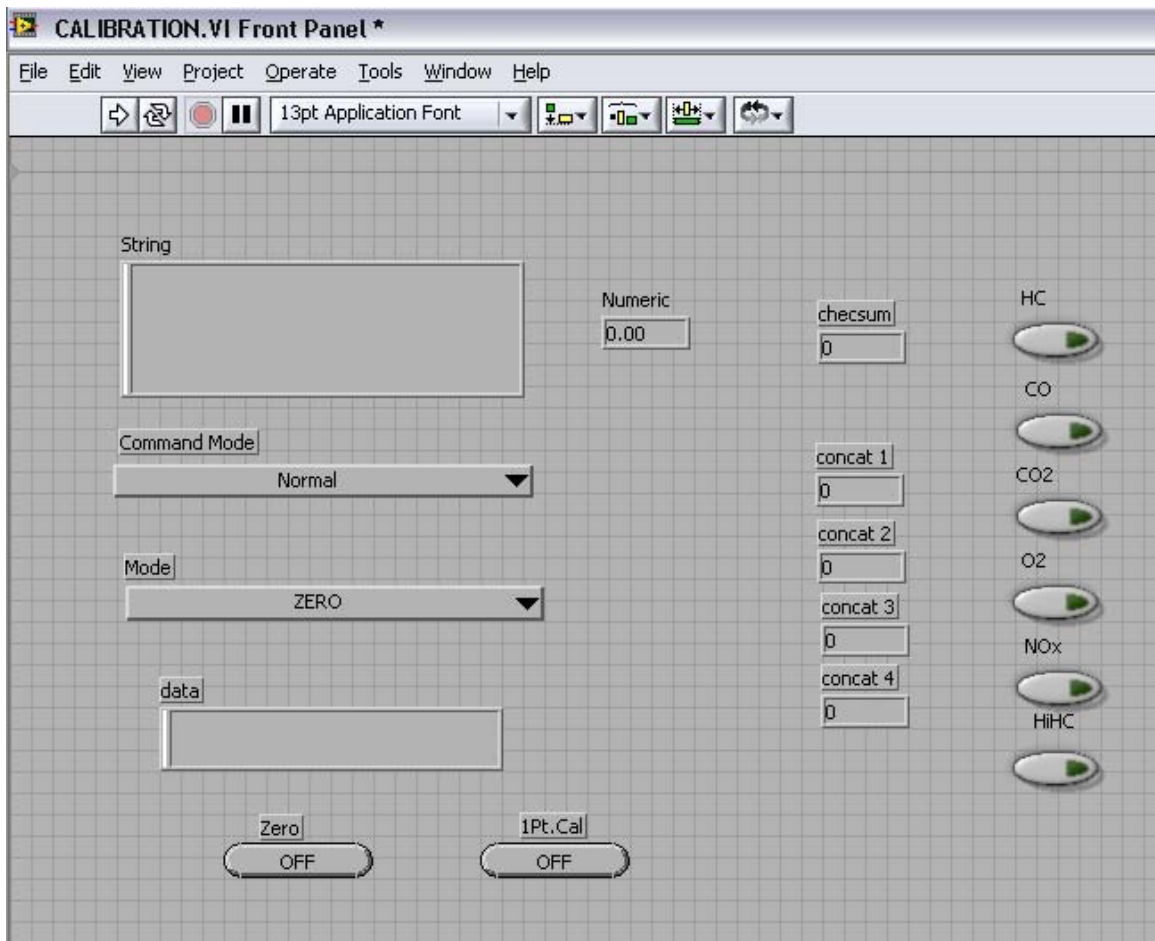 CALIBRATION.VI Front Panel *
File Edit View Project Operate Tools Window Help
13pt Application Font
String
Numeric
0.00
checsum
0
HC
CO
Command Mode
Normal
concat 1
0
CO2
concat 2
0
O2
Mode
ZERO
concat 3
0
NOx
concat 4
0
HiHC
data
Zero
OFF
1Pt.Cal
OFF